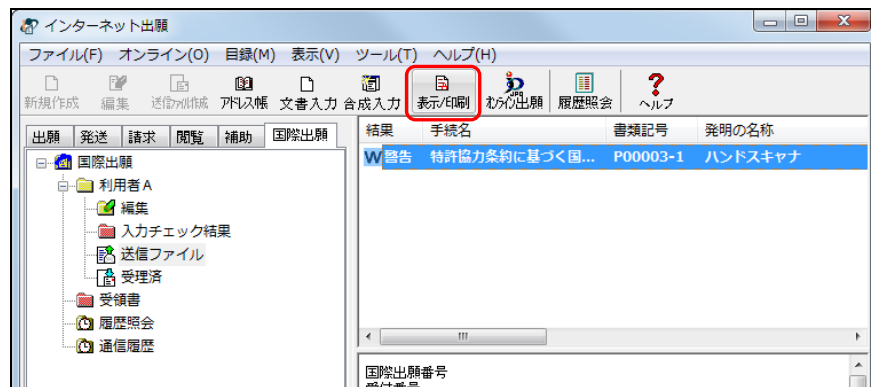 インターネット出願
ファイル(F) オンライン(O) 目録(M) 表示(V) ツール(T) ヘルプ(H)
新規作成 編集 送信ファイル作成 アドレス帳 文書入力 合成入力 表示/印刷 オンライン出願 履歴照会 ヘルプ
出願 発送 請求 閲覧 補助 国際出願
結果 手続名 書類記号 発明の名称
W警告 特許協力条約に基づく国... P00003-1 ハンドスキャナ
国際出願
利用者A
編集
入力チェック結果
送信ファイル
受理済
受領書
履歴照会
通信履歴
国際出願番号
受付番号